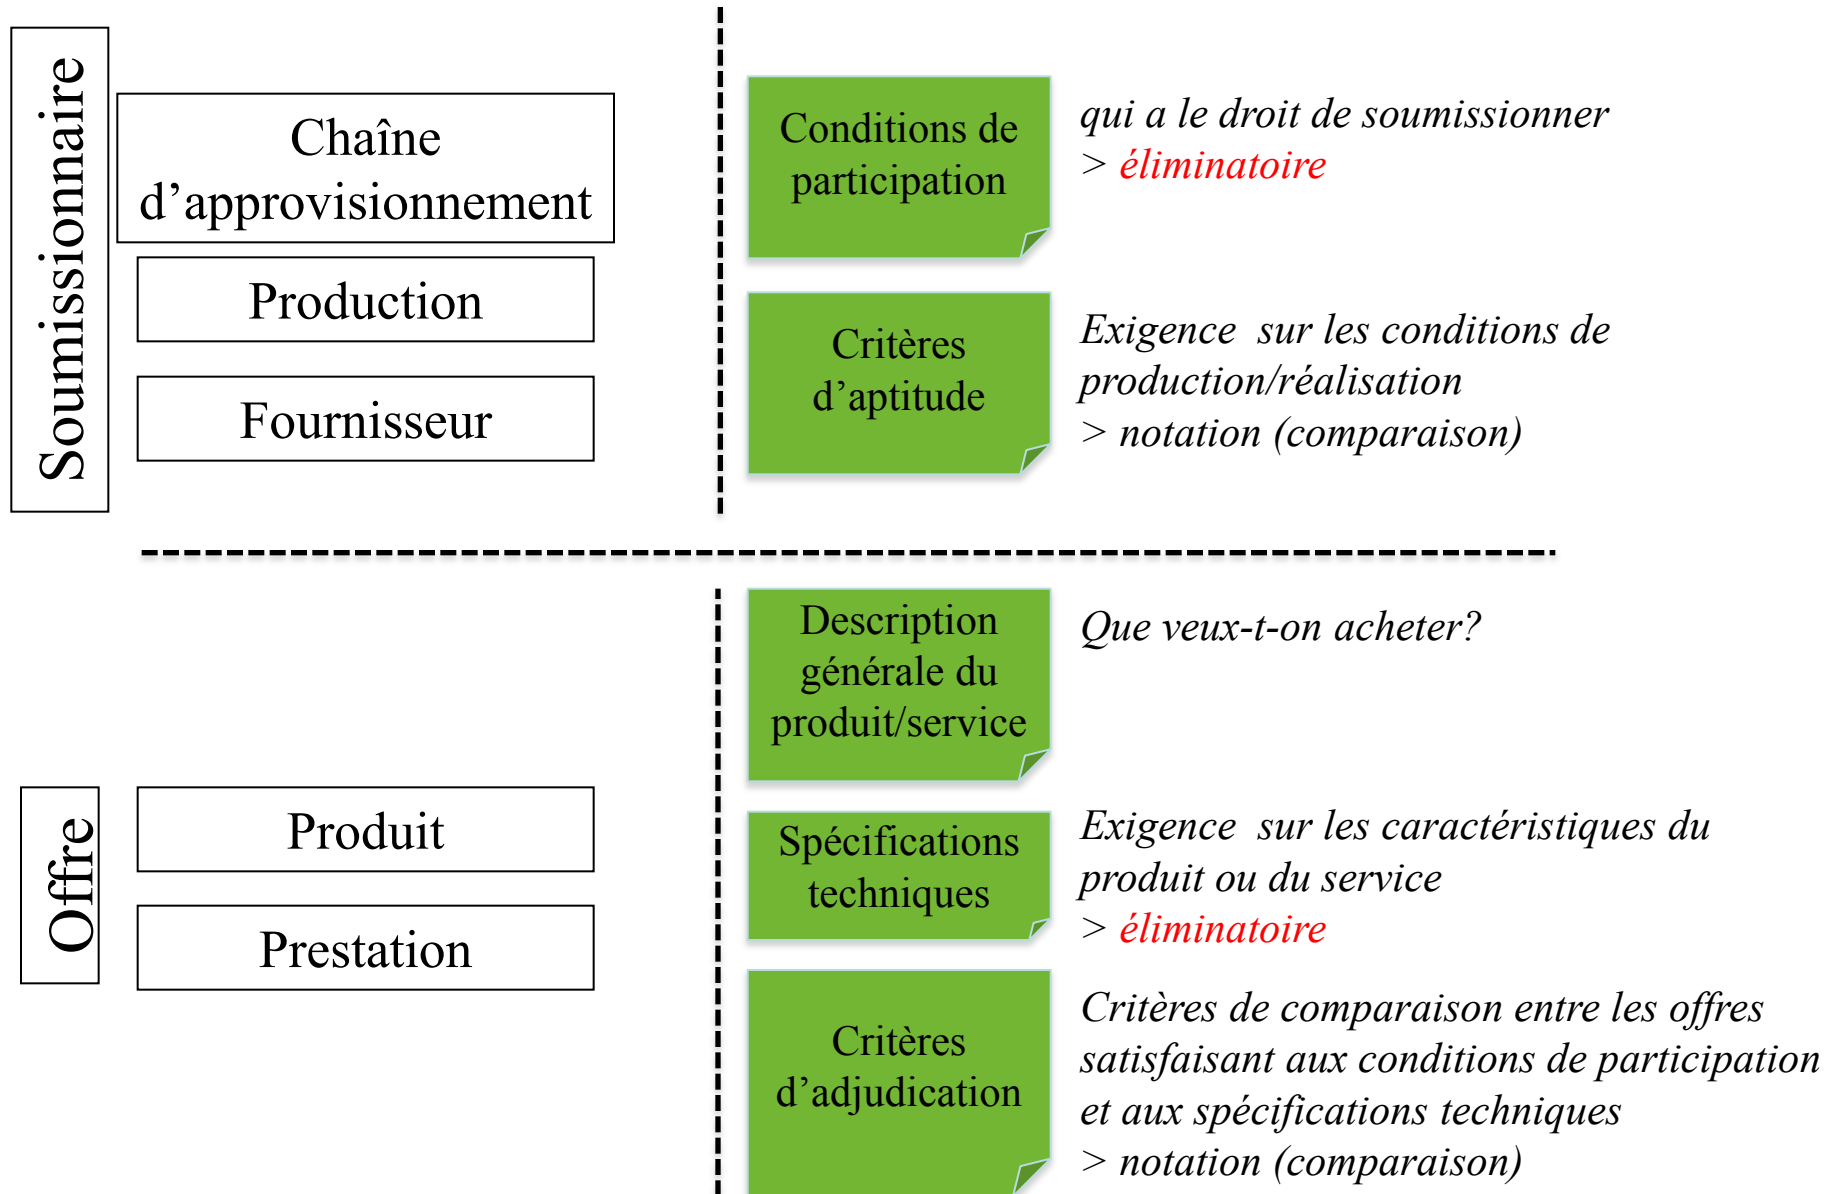 Soumissionnaire
Chaîne
d’approvisionnement
Production
Fournisseur
Conditions de
participation
qui a le droit de soumissionner
> éliminatoire
Critères
d’aptitude
Exigence  sur les conditions de
production/réalisation
> notation (comparaison)
Offre
Produit
Prestation
Description
générale du
produit/service
Que veux-t-on acheter?
Spécifications
techniques
Exigence  sur les caractéristiques du
produit ou du service
> éliminatoire
Critères
d’adjudication
Critères de comparaison entre les offres
satisfaisant aux conditions de participation
et aux spécifications techniques
> notation (comparaison)